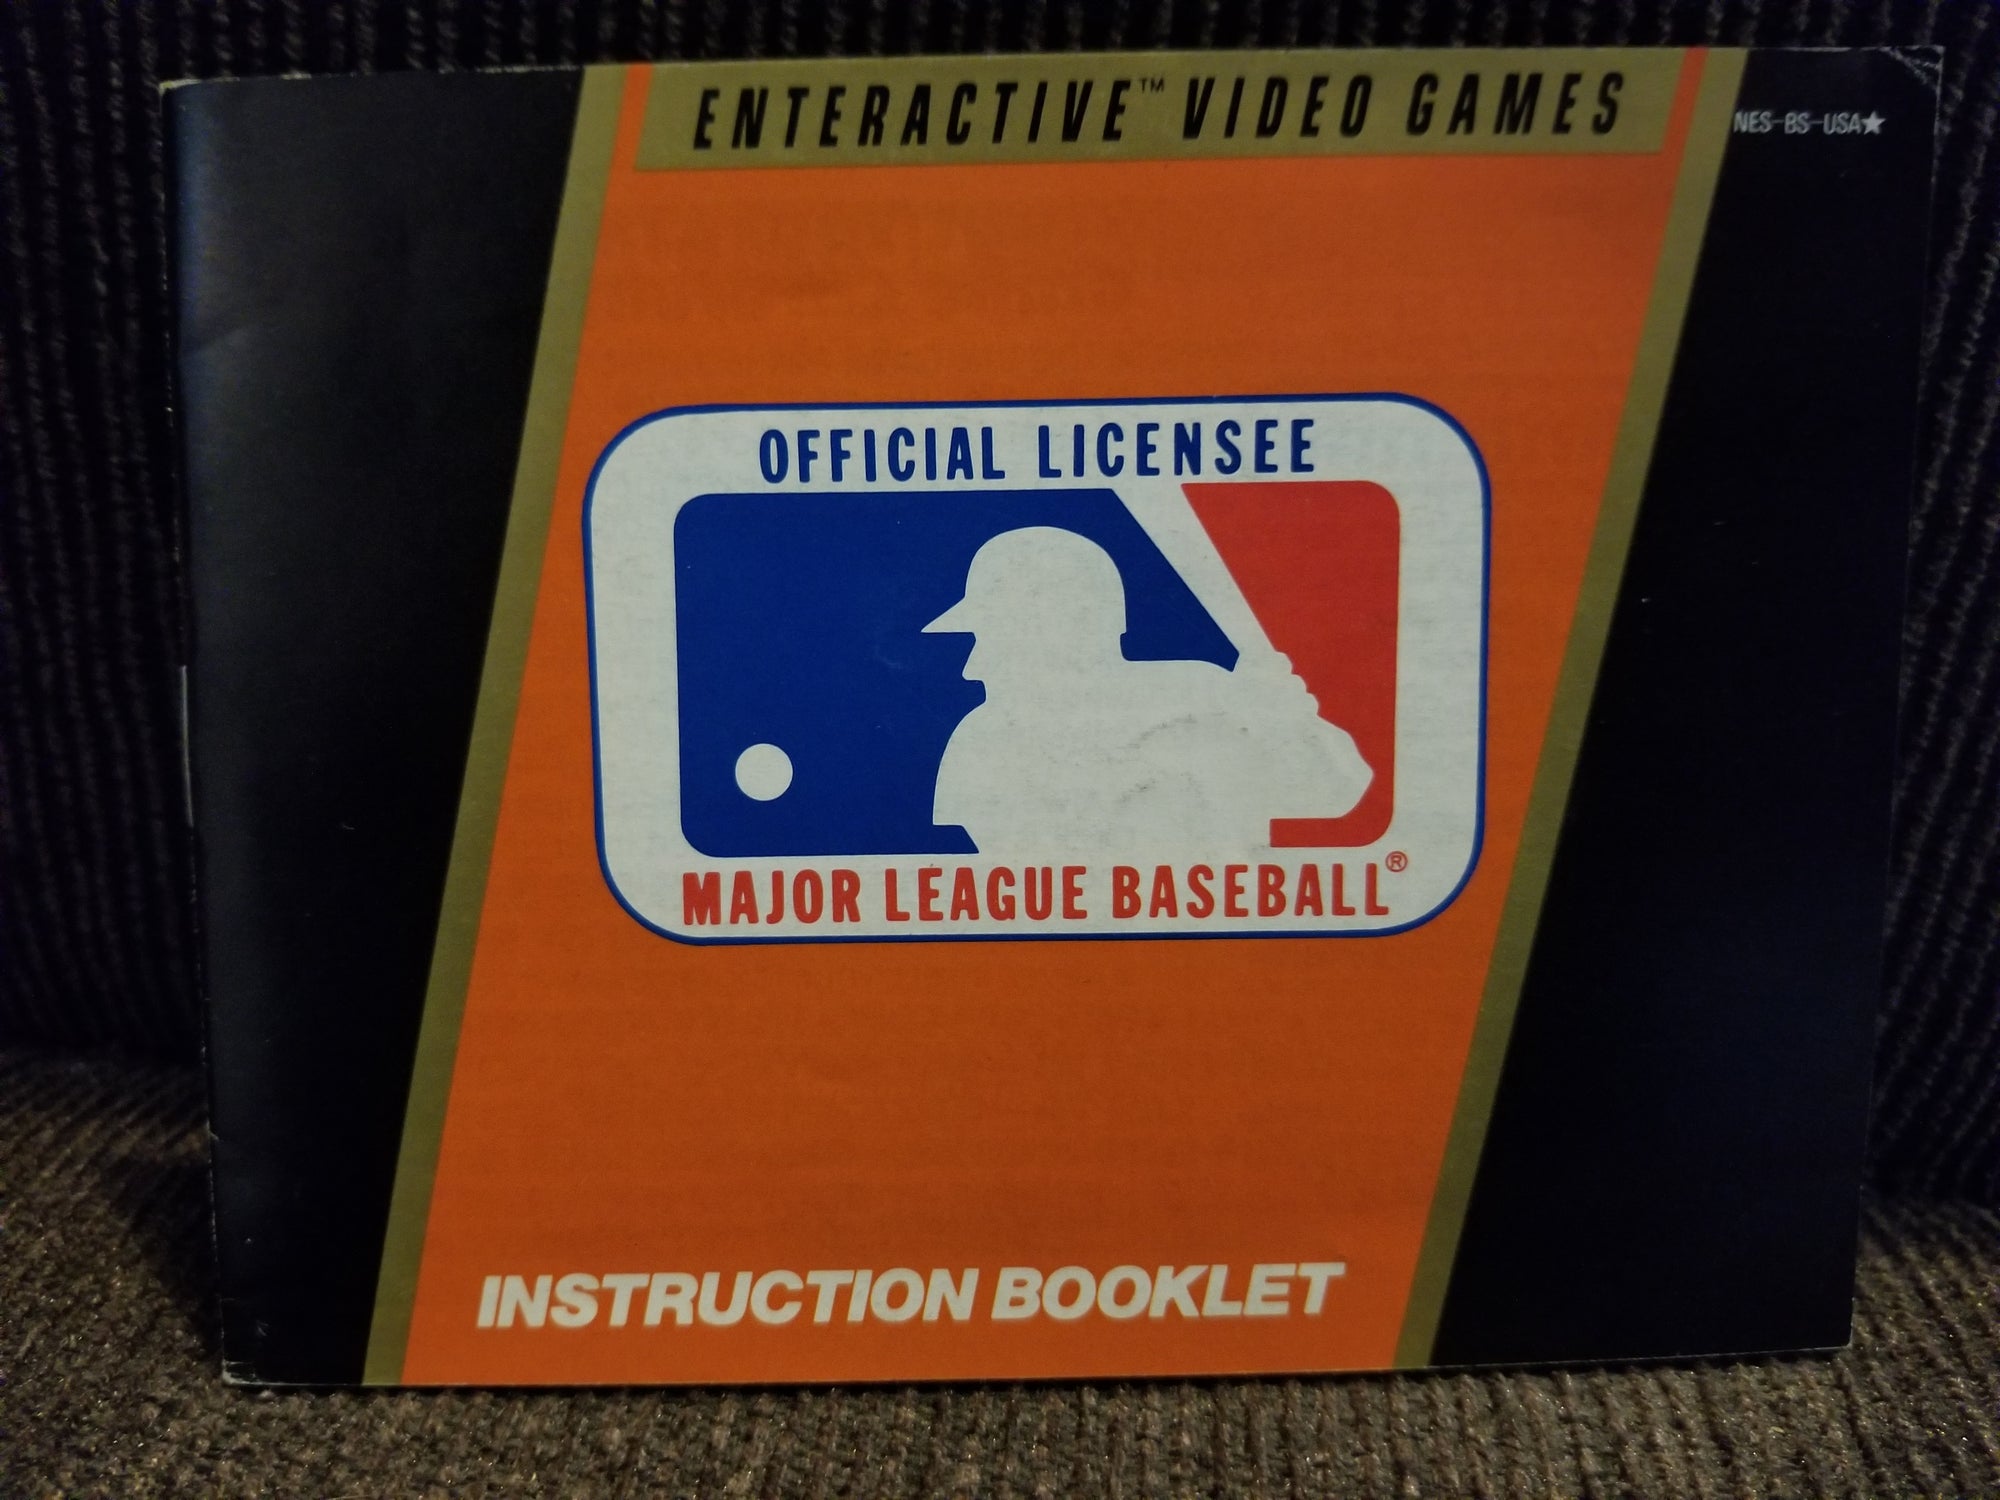 ENTERACTIVE™ VIDEO GAMES
NES-BS-USA★
OFFICIAL LICENSEE
MAJOR LEAGUE BASEBALL®
INSTRUCTION BOOKLET